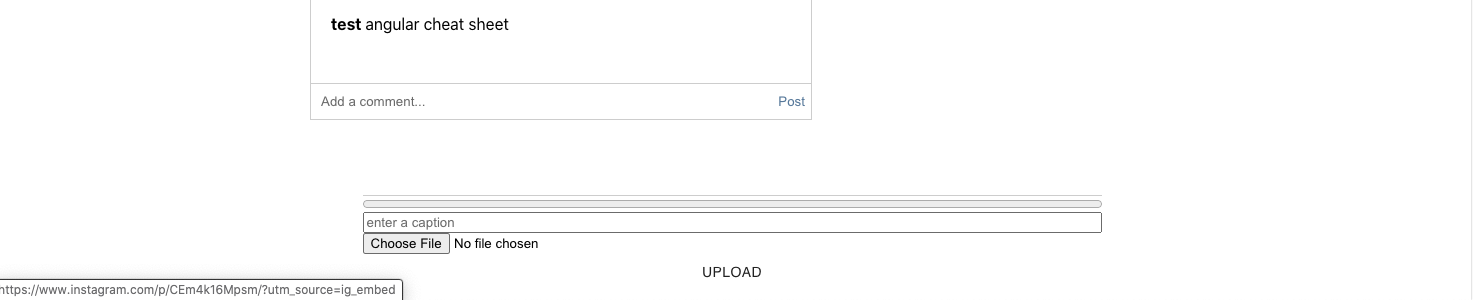 test angular cheat sheet
Add a comment... Post
enter a caption
Choose File No file chosen
UPLOAD
https://www.instagram.com/p/CEm4k16Mpsm/?utm_source=ig_embed